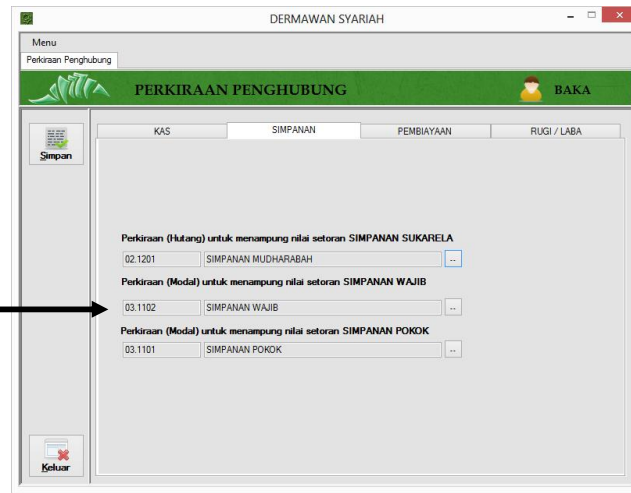 DERMAWAN SYARIAH
Menu
Perkiraan Penghubung
PERKIRAAN PENGHUBUNG
BAKA
Simpan
KAS SIMPANAN PEMBIAYAAN RUGI / LABA
Perkiraan (Hutang) untuk menampung nilai setoran SIMPANAN SUKARELA
02.1201 SIMPANAN MUDHARABAH ..
Perkiraan (Modal) untuk menampung nilai setoran SIMPANAN WAJIB
03.1102 SIMPANAN WAJIB ..
Perkiraan (Modal) untuk menampung nilai setoran SIMPANAN POKOK
03.1101 SIMPANAN POKOK ..
Keluar